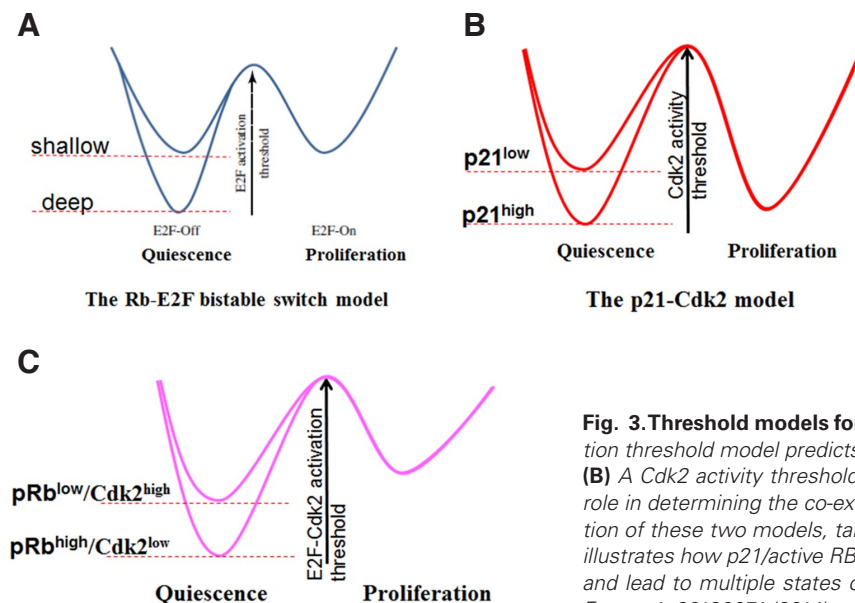 A
shallow
deep
E2F activation
threshold
E2F-Off
E2F-On
Quiescence
Proliferation
The Rb-E2F bistable switch model
B
p21low
p21high
Cdk2 activity
threshold
Quiescence
Proliferation
The p21-Cdk2 model
C
pRblow/Cdk2high
pRbhigh/Cdk2low
E2F-Cdk2 activation
threshold
Quiescence
Proliferation
Fig. 3. Threshold models for
tion threshold model predicts
(B) A Cdk2 activity threshold
role in determining the co-ex
tion of these two models, tal
illustrates how p21/active RB
and lead to multiple states o